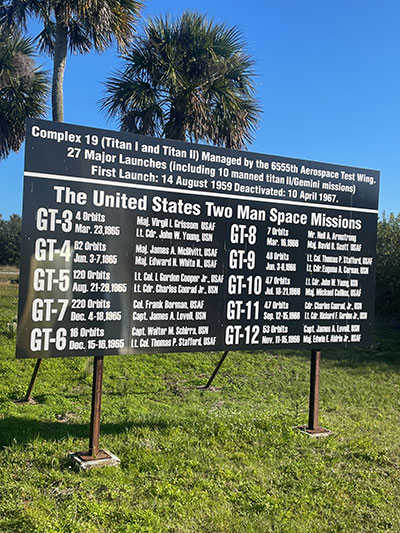 Complex 19 (Titan I and Titan II) Managed by the 6555th Aerospace Test Wing.
27 Major Launches (including 10 manned titan II/Gemini missions)
First Launch: 14 August 1959 Deactivated: 10 April 1967.
The United States Two Man Space Missions
GT-3 4 Orbits Maj. Virgil I. Grissom, USAF
Mar. 23, 1965 Lt. Cdr. John W. Young, USN
GT-4 62 Orbits Maj. James A. McDivitt, USAF
Jun. 3-7, 1965 Maj. Edward H. White II, USAF
GT-5 120 Orbits Lt. Col. L Gordon Cooper Jr., USAF
Aug. 21-29, 1965 Lt. Cdr. Charles Conrad Jr., USN
GT-7 220 Orbits Col. Frank Borman, USAF
Dec. 4-18, 1965 Capt. James A. Lovell, USN
GT-6 16 Orbits Capt. Walter M. Schirra, USN
Dec. 15-16, 1965 Lt. Col. Thomas P. Stafford, USAF
GT-8 7 Orbits Mr. Neil A. Armstrong
Mar. 16, 1966 Maj. David R. Scott, USAF
GT-9 48 Orbits Lt. Col. Thomas P. Stafford, USAF
Jun. 3-6, 1966 Lt. Cdr. Eugene A. Cernan, USN
GT-10 47 Orbits Cdr. John W. Young, USN
Jul. 18-21, 1966 Maj. Michael Collins, USAF
GT-11 47 Orbits Cdr. Charles Conrad Jr., USN
Sep. 12-15, 1966 Lt. Cdr. Richard F. Gordon Jr., USN
GT-12 63 Orbits Capt. James A. Lovell, USN
Nov. 11-15, 1966 Maj. Edwin E. Aldrin Jr., USAF